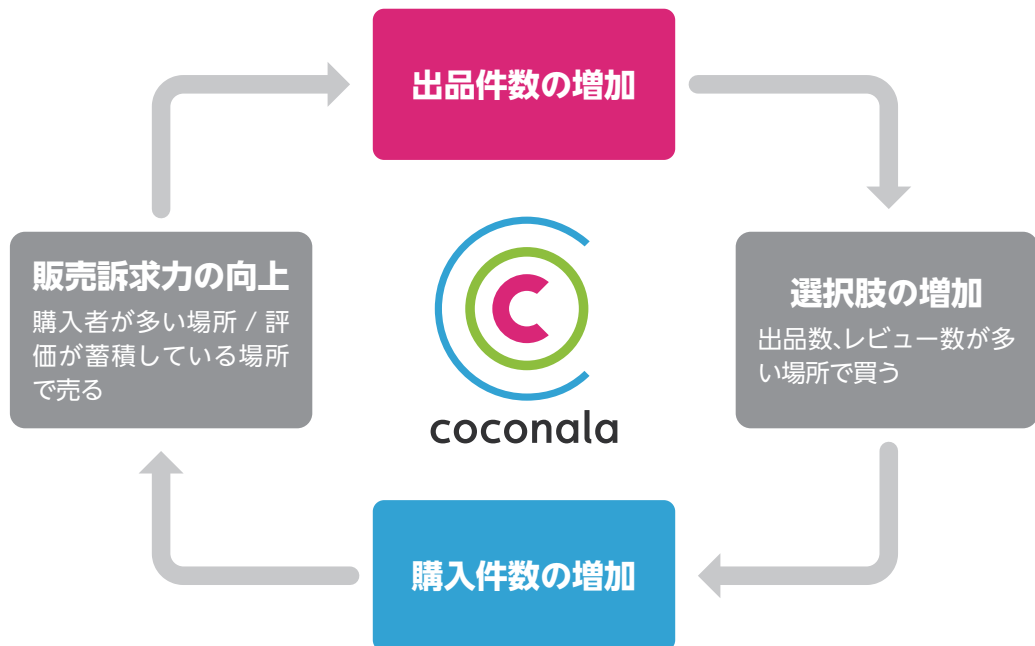 出品件数の増加
販売訴求力の向上
購入者が多い場所 / 評
価が蓄積している場所
で売る
選択肢の増加
出品数、レビュー数が多
い場所で買う
coconala
購入件数の増加